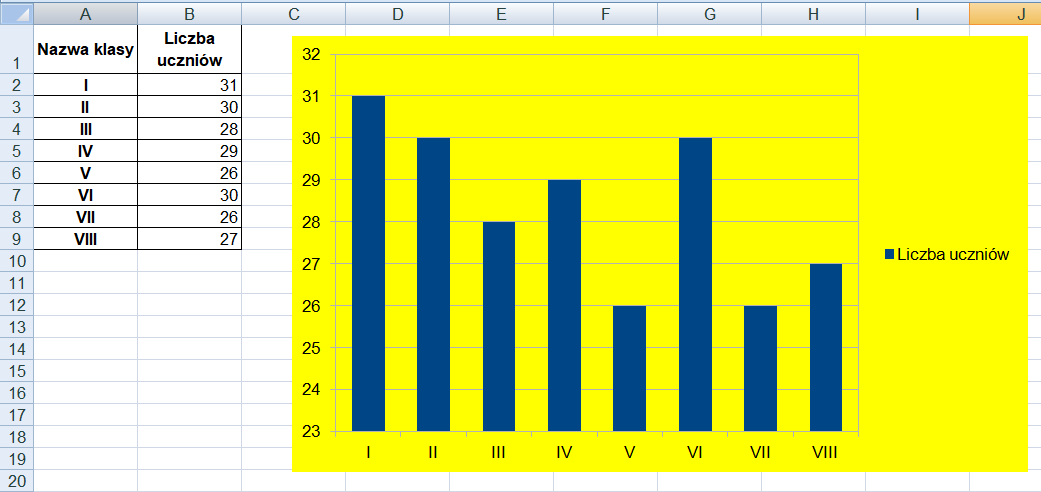 A B C D E F G H I J
1 Nazwa klasy Liczba
uczniów
2 I 31
3 II 30
4 III 28
5 IV 29
6 V 26
7 VI 30
8 VII 26
9 VIII 27
10
11
12
13
14
15
16
17
18
19
20
32
31
30
29
28
27
26
25
24
23
I II III IV V VI VII VIII
Liczba uczniów